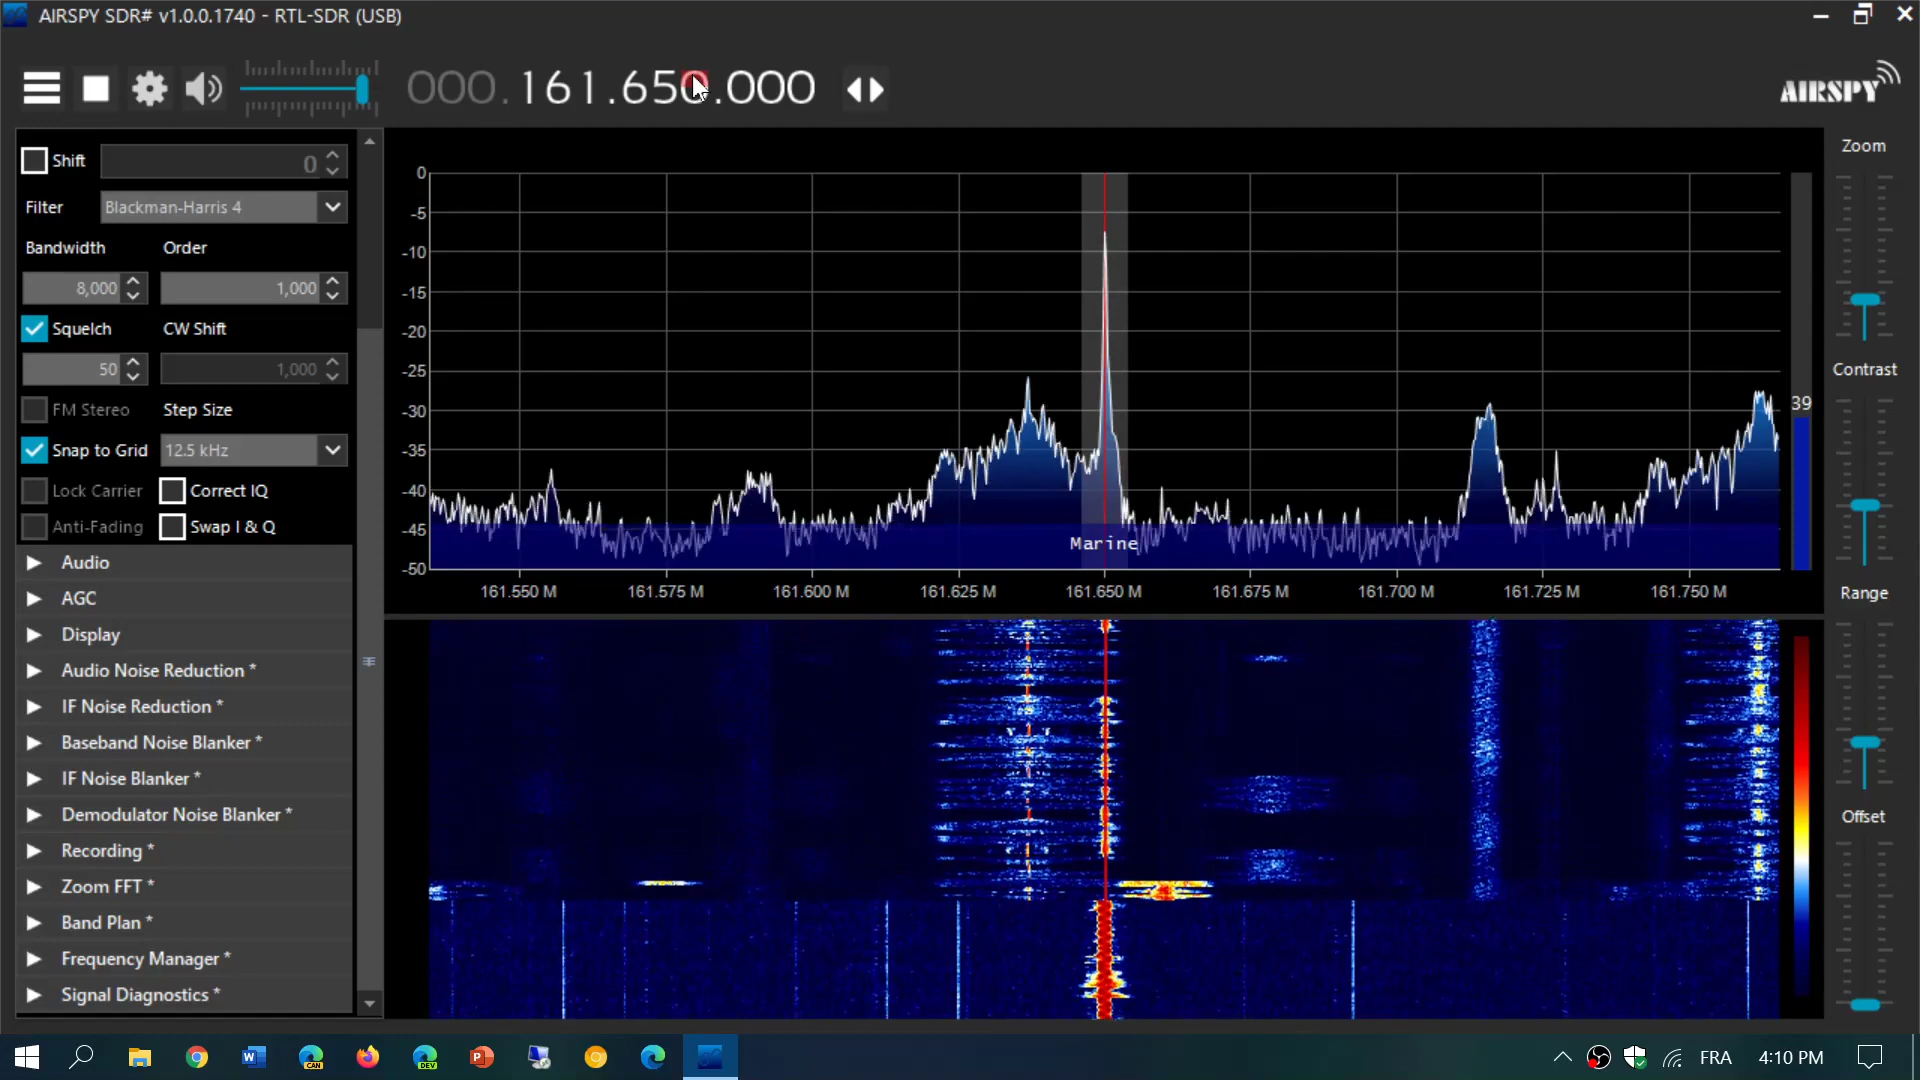 AIRSPY SDR# v1.0.0.1740 - RTL-SDR (USB)
000.161.650.000
AIRSPY
Shift
0
Filter
Blackman-Harris 4
Bandwidth
Order
8,000
1,000
Squelch
CW Shift
50
1,000
FM Stereo
Step Size
Snap to Grid
12.5 kHz
Lock Carrier
Correct IQ
Anti-Fading
Swap I & Q
Audio
AGC
Display
Audio Noise Reduction *
IF Noise Reduction *
Baseband Noise Blanker *
IF Noise Blanker *
Demodulator Noise Blanker *
Recording *
Zoom FFT *
Band Plan *
Frequency Manager *
Signal Diagnostics *
0
-5
-10
-15
-20
-25
-30
-35
-40
-45
-50
Marine
161.550 M
161.575 M
161.600 M
161.625 M
161.650 M
161.675 M
161.700 M
161.725 M
161.750 M
39
Zoom
Contrast
Range
Offset
CAN
DEV
FRA
4:10 PM